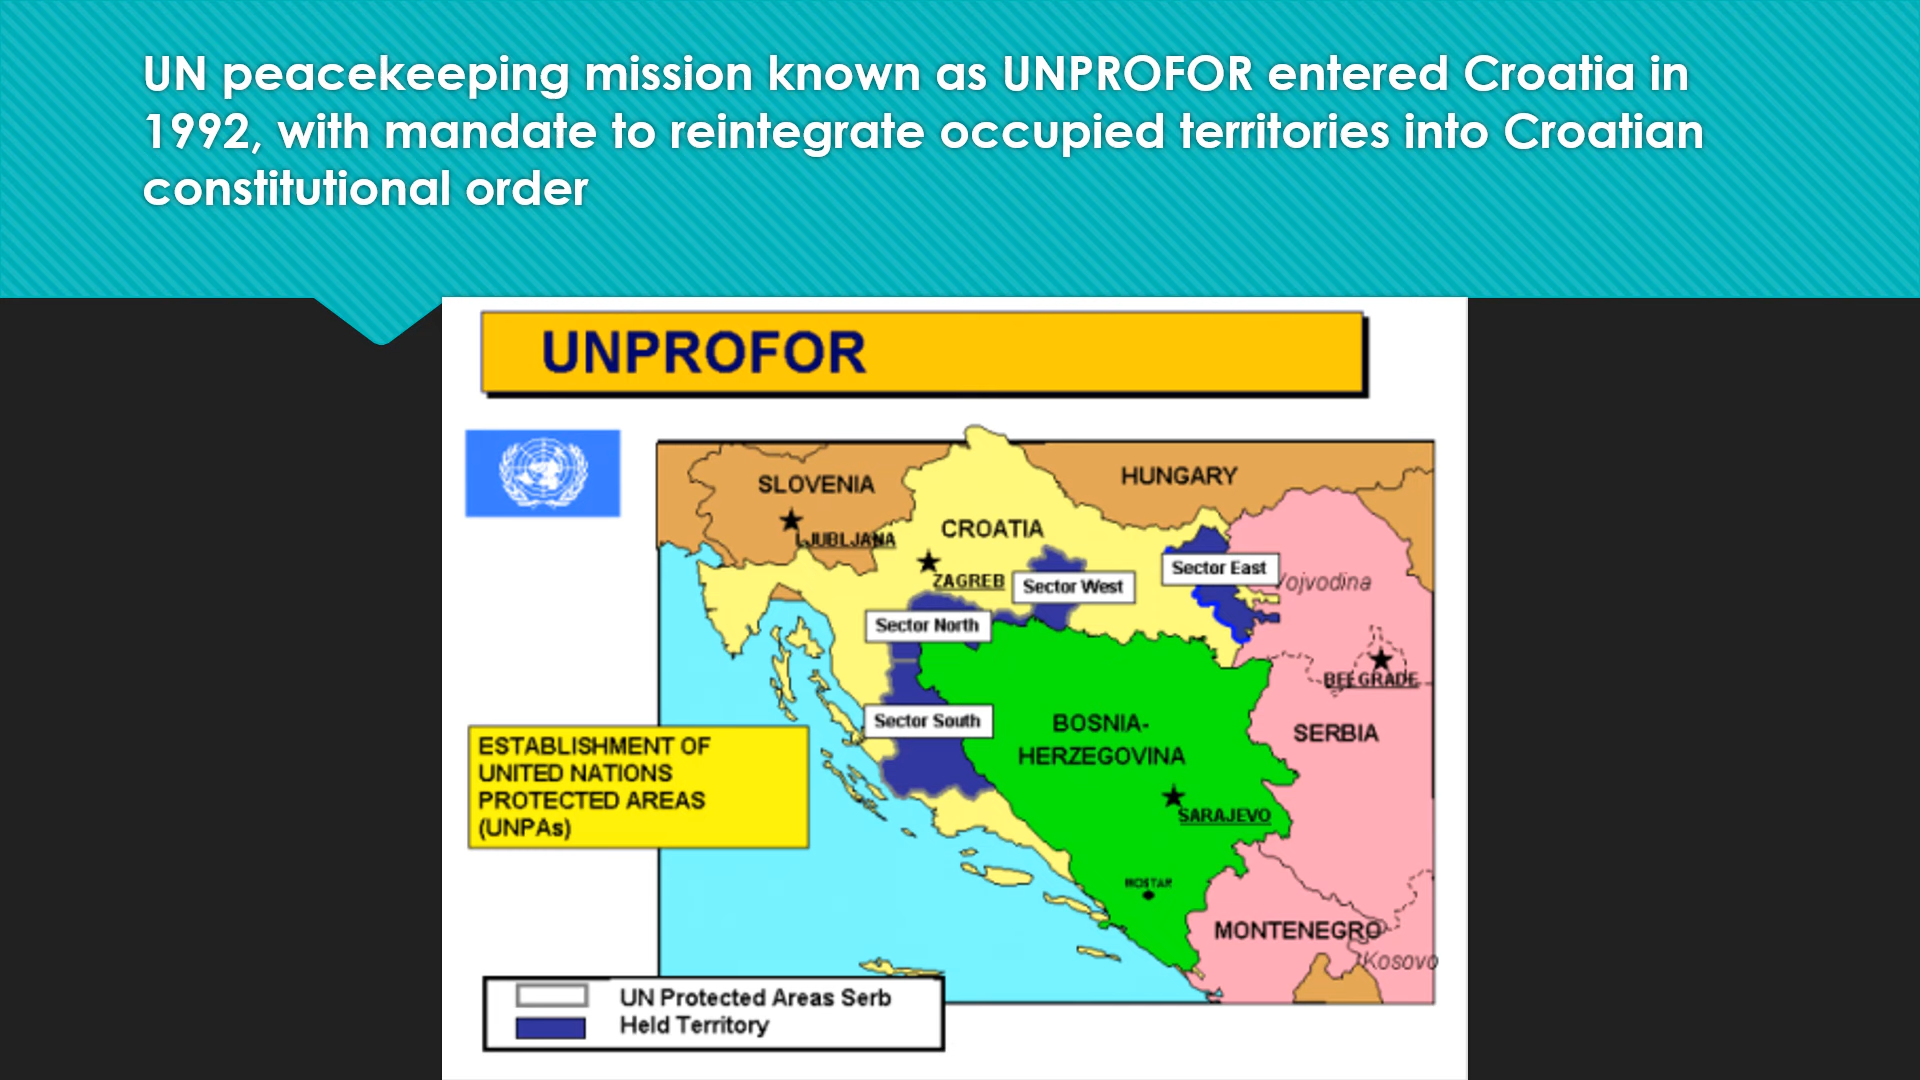 UN peacekeeping mission known as UNPROFOR entered Croatia in
1992, with mandate to reintegrate occupied territories into Croatian
constitutional order
UNPROFOR
SLOVENIA
HUNGARY
LJUBLJANA
CROATIA
ZAGREB
Sector West
Sector East
Vojvodina
Sector North
BELGRADE
Sector South
BOSNIA-
HERZEGOVINA
SERBIA
SARAJEVO
ESTABLISHMENT OF
UNITED NATIONS
PROTECTED AREAS
(UNPAs)
MOSTAR
MONTENEGRO
Kosovo
UN Protected Areas Serb
Held Territory